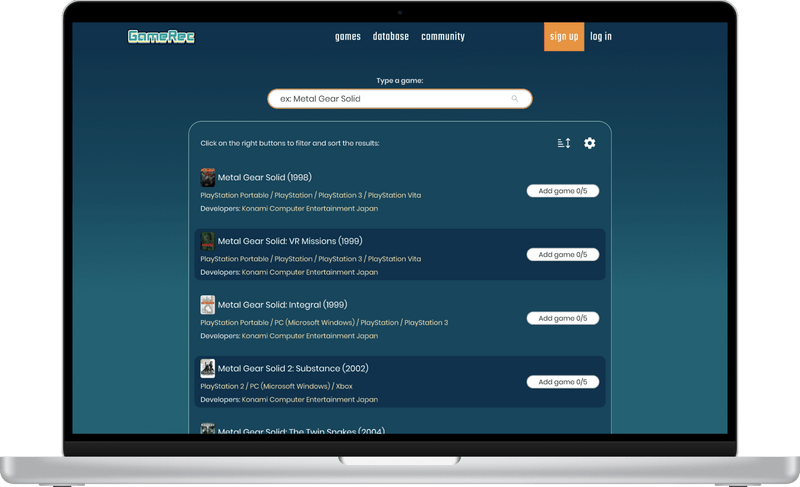 GameRec
games database community sign up log in
Type a game:
ex: Metal Gear Solid
Click on the right buttons to filter and sort the results:
Metal Gear Solid (1998)
PlayStation Portable / PlayStation / PlayStation 3 / PlayStation Vita
Developers: Konami Computer Entertainment Japan
Add game 0/5
Metal Gear Solid: VR Missions (1999)
PlayStation Portable / PlayStation / PlayStation 3 / PlayStation Vita
Developers: Konami Computer Entertainment Japan
Add game 0/5
Metal Gear Solid: Integral (1999)
PlayStation Portable / PC (Microsoft Windows) / PlayStation / PlayStation 3
Developers: Konami Computer Entertainment Japan
Add game 0/5
Metal Gear Solid 2: Substance (2002)
PlayStation 2 / PC (Microsoft Windows) / Xbox
Developers: Konami Computer Entertainment Japan
Add game 0/5
Metal Gear Solid: The Twin Snakes (2004)